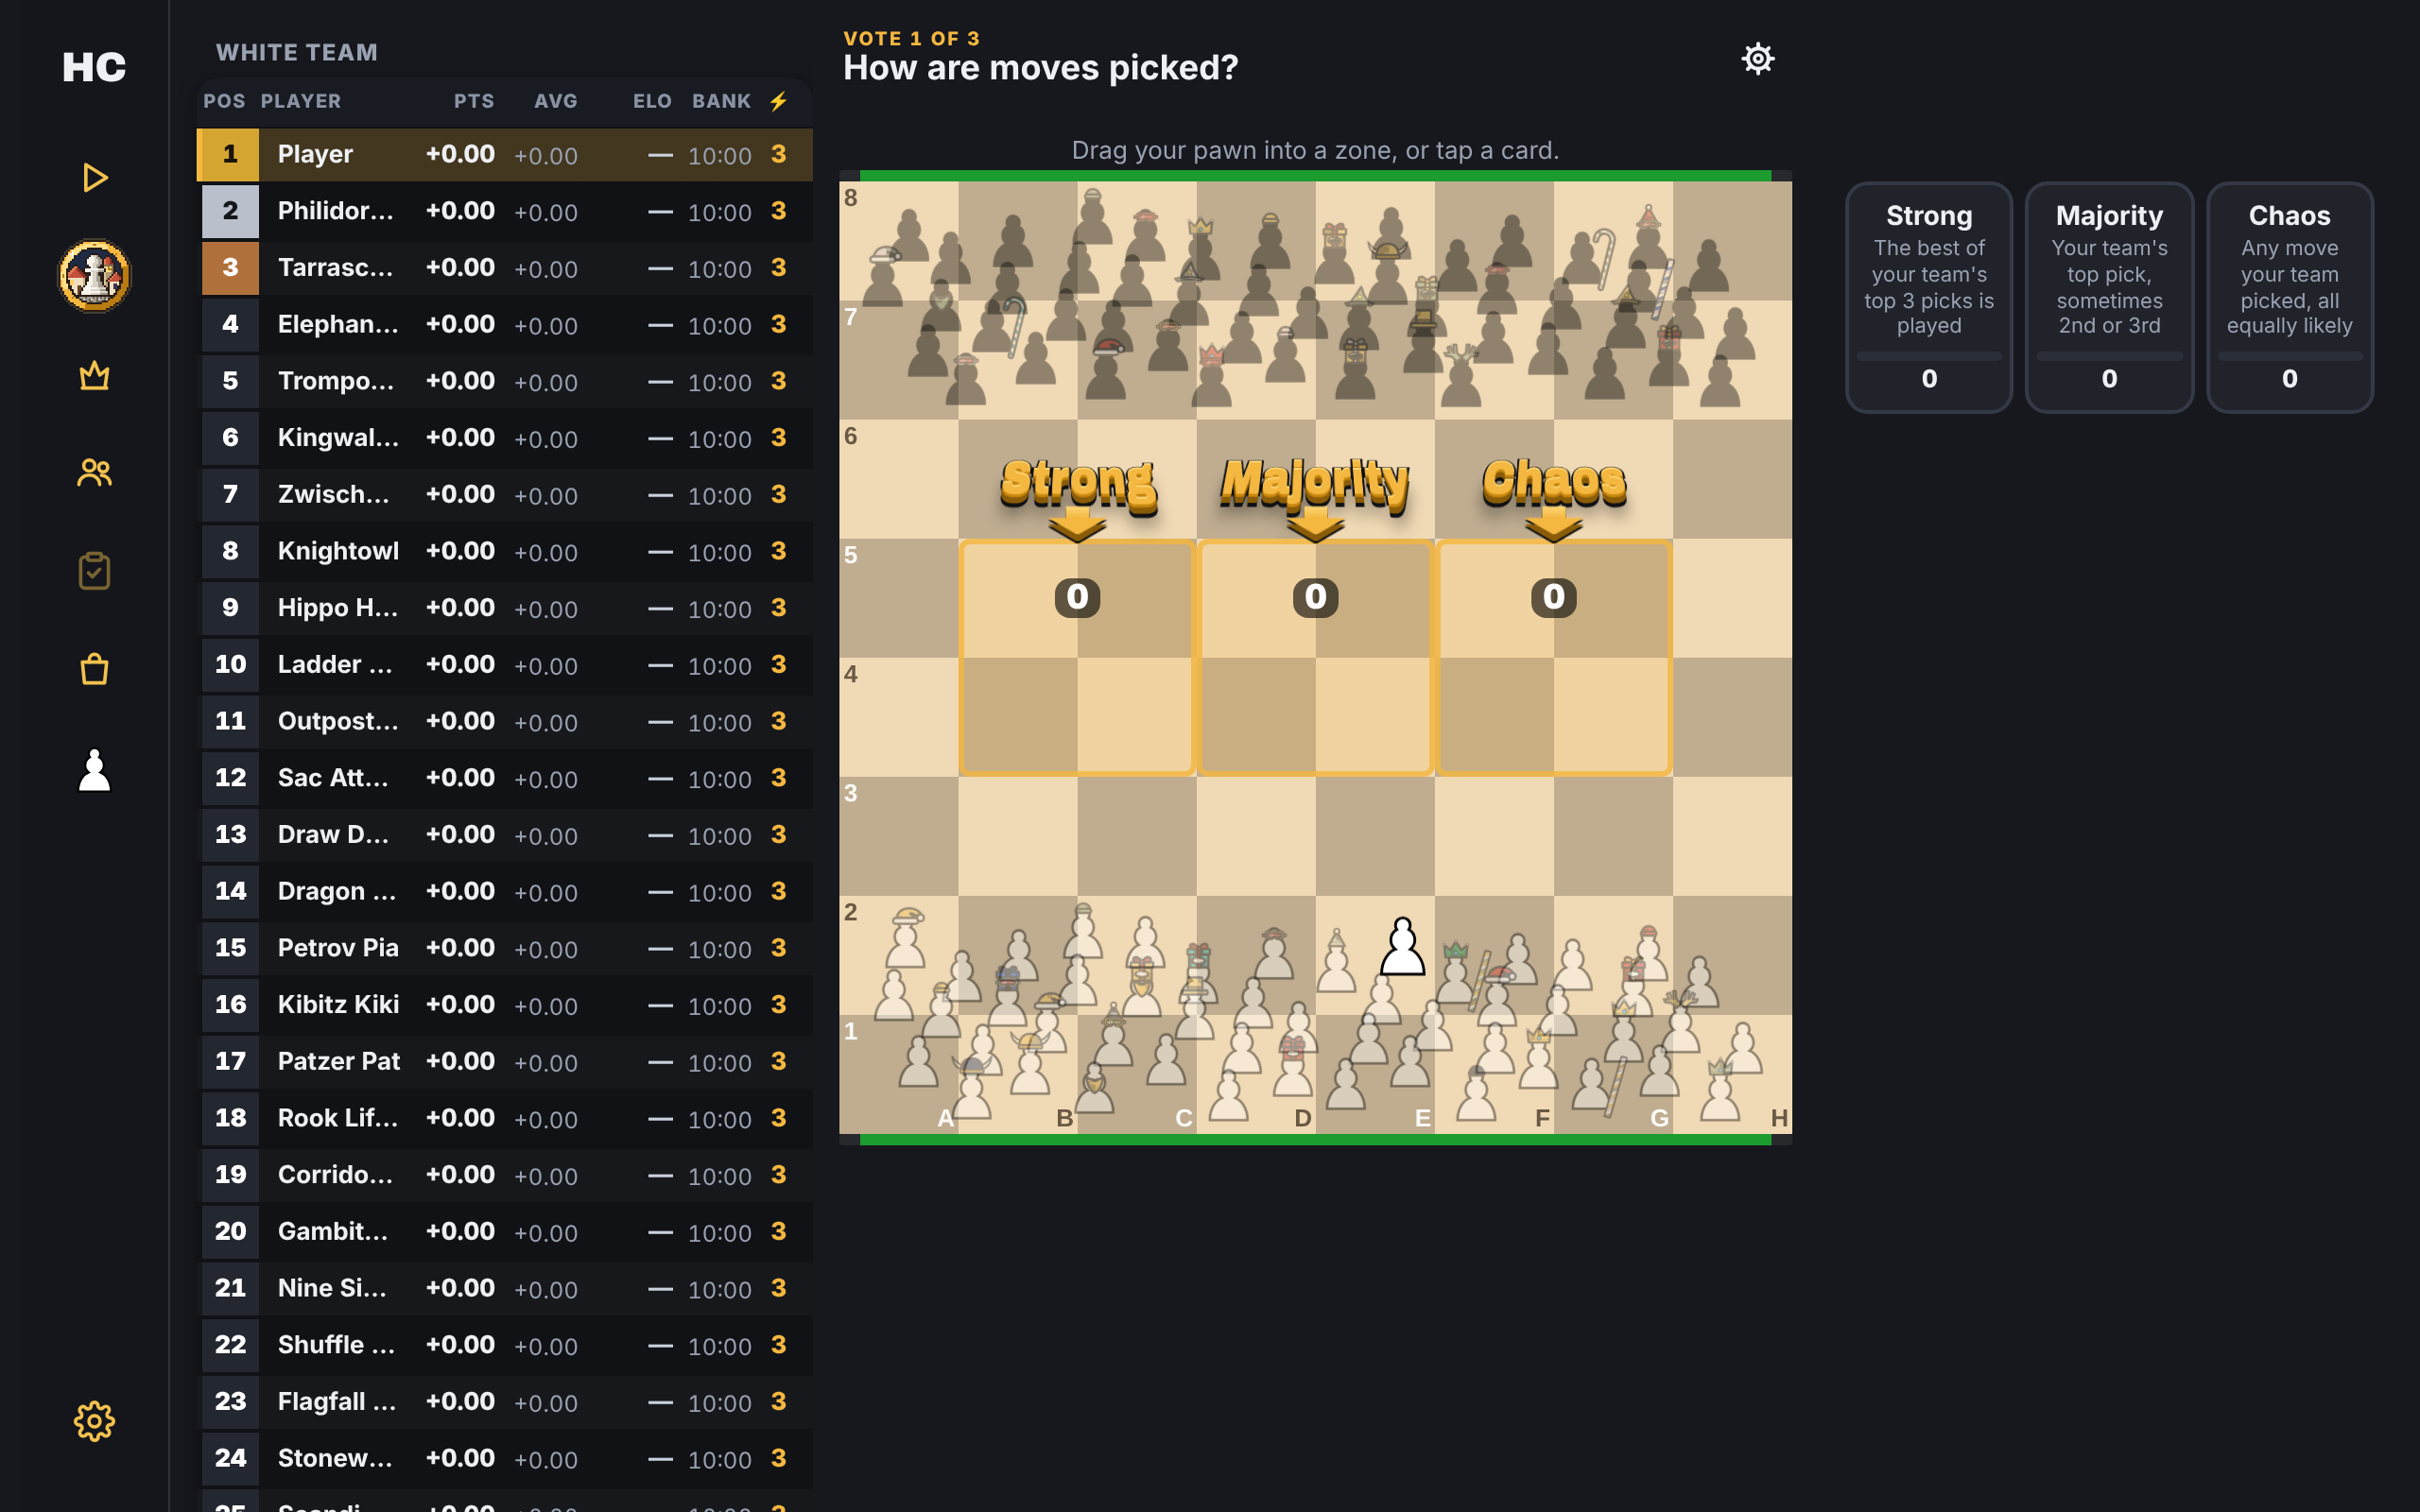 HC
WHITE TEAM
POS PLAYER PTS AVG ELO BANK ⚡
1 Player +0.00 +0.00 — 10:00 3
2 Philidor... +0.00 +0.00 — 10:00 3
3 Tarrasc... +0.00 +0.00 — 10:00 3
4 Elephan... +0.00 +0.00 — 10:00 3
5 Trompo... +0.00 +0.00 — 10:00 3
6 Kingwal... +0.00 +0.00 — 10:00 3
7 Zwisch... +0.00 +0.00 — 10:00 3
8 Knightowl +0.00 +0.00 — 10:00 3
9 Hippo H... +0.00 +0.00 — 10:00 3
10 Ladder ... +0.00 +0.00 — 10:00 3
11 Outpost... +0.00 +0.00 — 10:00 3
12 Sac Att... +0.00 +0.00 — 10:00 3
13 Draw D... +0.00 +0.00 — 10:00 3
14 Dragon ... +0.00 +0.00 — 10:00 3
15 Petrov Pia +0.00 +0.00 — 10:00 3
16 Kibitz Kiki +0.00 +0.00 — 10:00 3
17 Patzer Pat +0.00 +0.00 — 10:00 3
18 Rook Lif... +0.00 +0.00 — 10:00 3
19 Corrido... +0.00 +0.00 — 10:00 3
20 Gambit... +0.00 +0.00 — 10:00 3
21 Nine Si... +0.00 +0.00 — 10:00 3
22 Shuffle ... +0.00 +0.00 — 10:00 3
23 Flagfall ... +0.00 +0.00 — 10:00 3
24 Stonew... +0.00 +0.00 — 10:00 3
VOTE 1 OF 3
How are moves picked?
Drag your pawn into a zone, or tap a card.
8
7
6
Strong Majority Chaos
5
0 0 0
4
3
2
1
A B C D E F G H
Strong
The best of
your team's
top 3 picks is
played
0
Majority
Your team's
top pick,
sometimes
2nd or 3rd
0
Chaos
Any move
your team
picked, all
equally likely
0